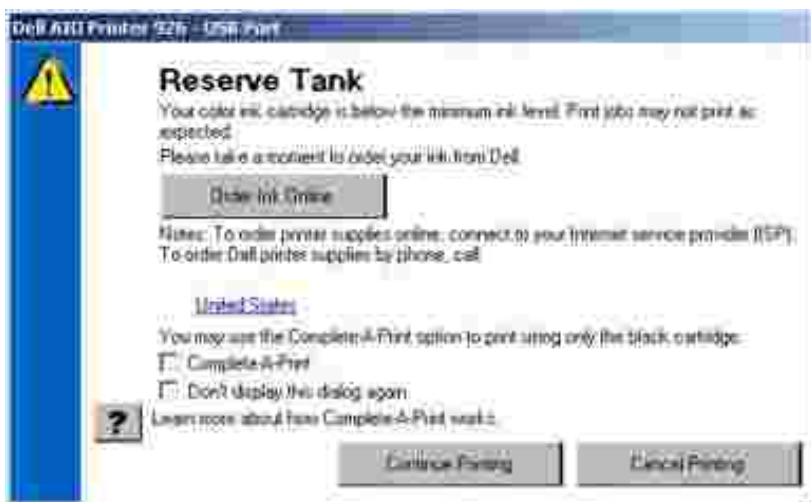 Dell AIO Printer 926 - USB Port
Reserve Tank
Your color ink cartridge is below the minimum ink level. Print jobs may not print as
expected.
Please take a moment to order your ink from Dell.
Order Ink Online
Notes: To order printer supplies online, connect to your Internet service provider (ISP).
To order Dell printer supplies by phone, call:
United States
You may use the Complete-A-Print option to print using only the black cartridge.
Complete-A-Print
Don't display this dialog again
? Learn more about how Complete-A-Print works.
Continue Printing
Cancel Printing